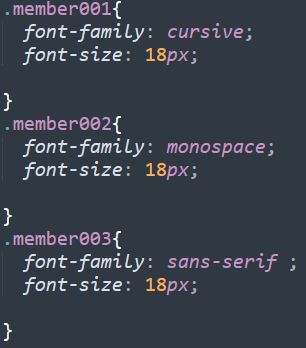 .member001{
  font-family: cursive;
  font-size: 18px;

}
.member002{
  font-family: monospace;
  font-size: 18px;

}
.member003{
  font-family: sans-serif ;
  font-size: 18px;

}